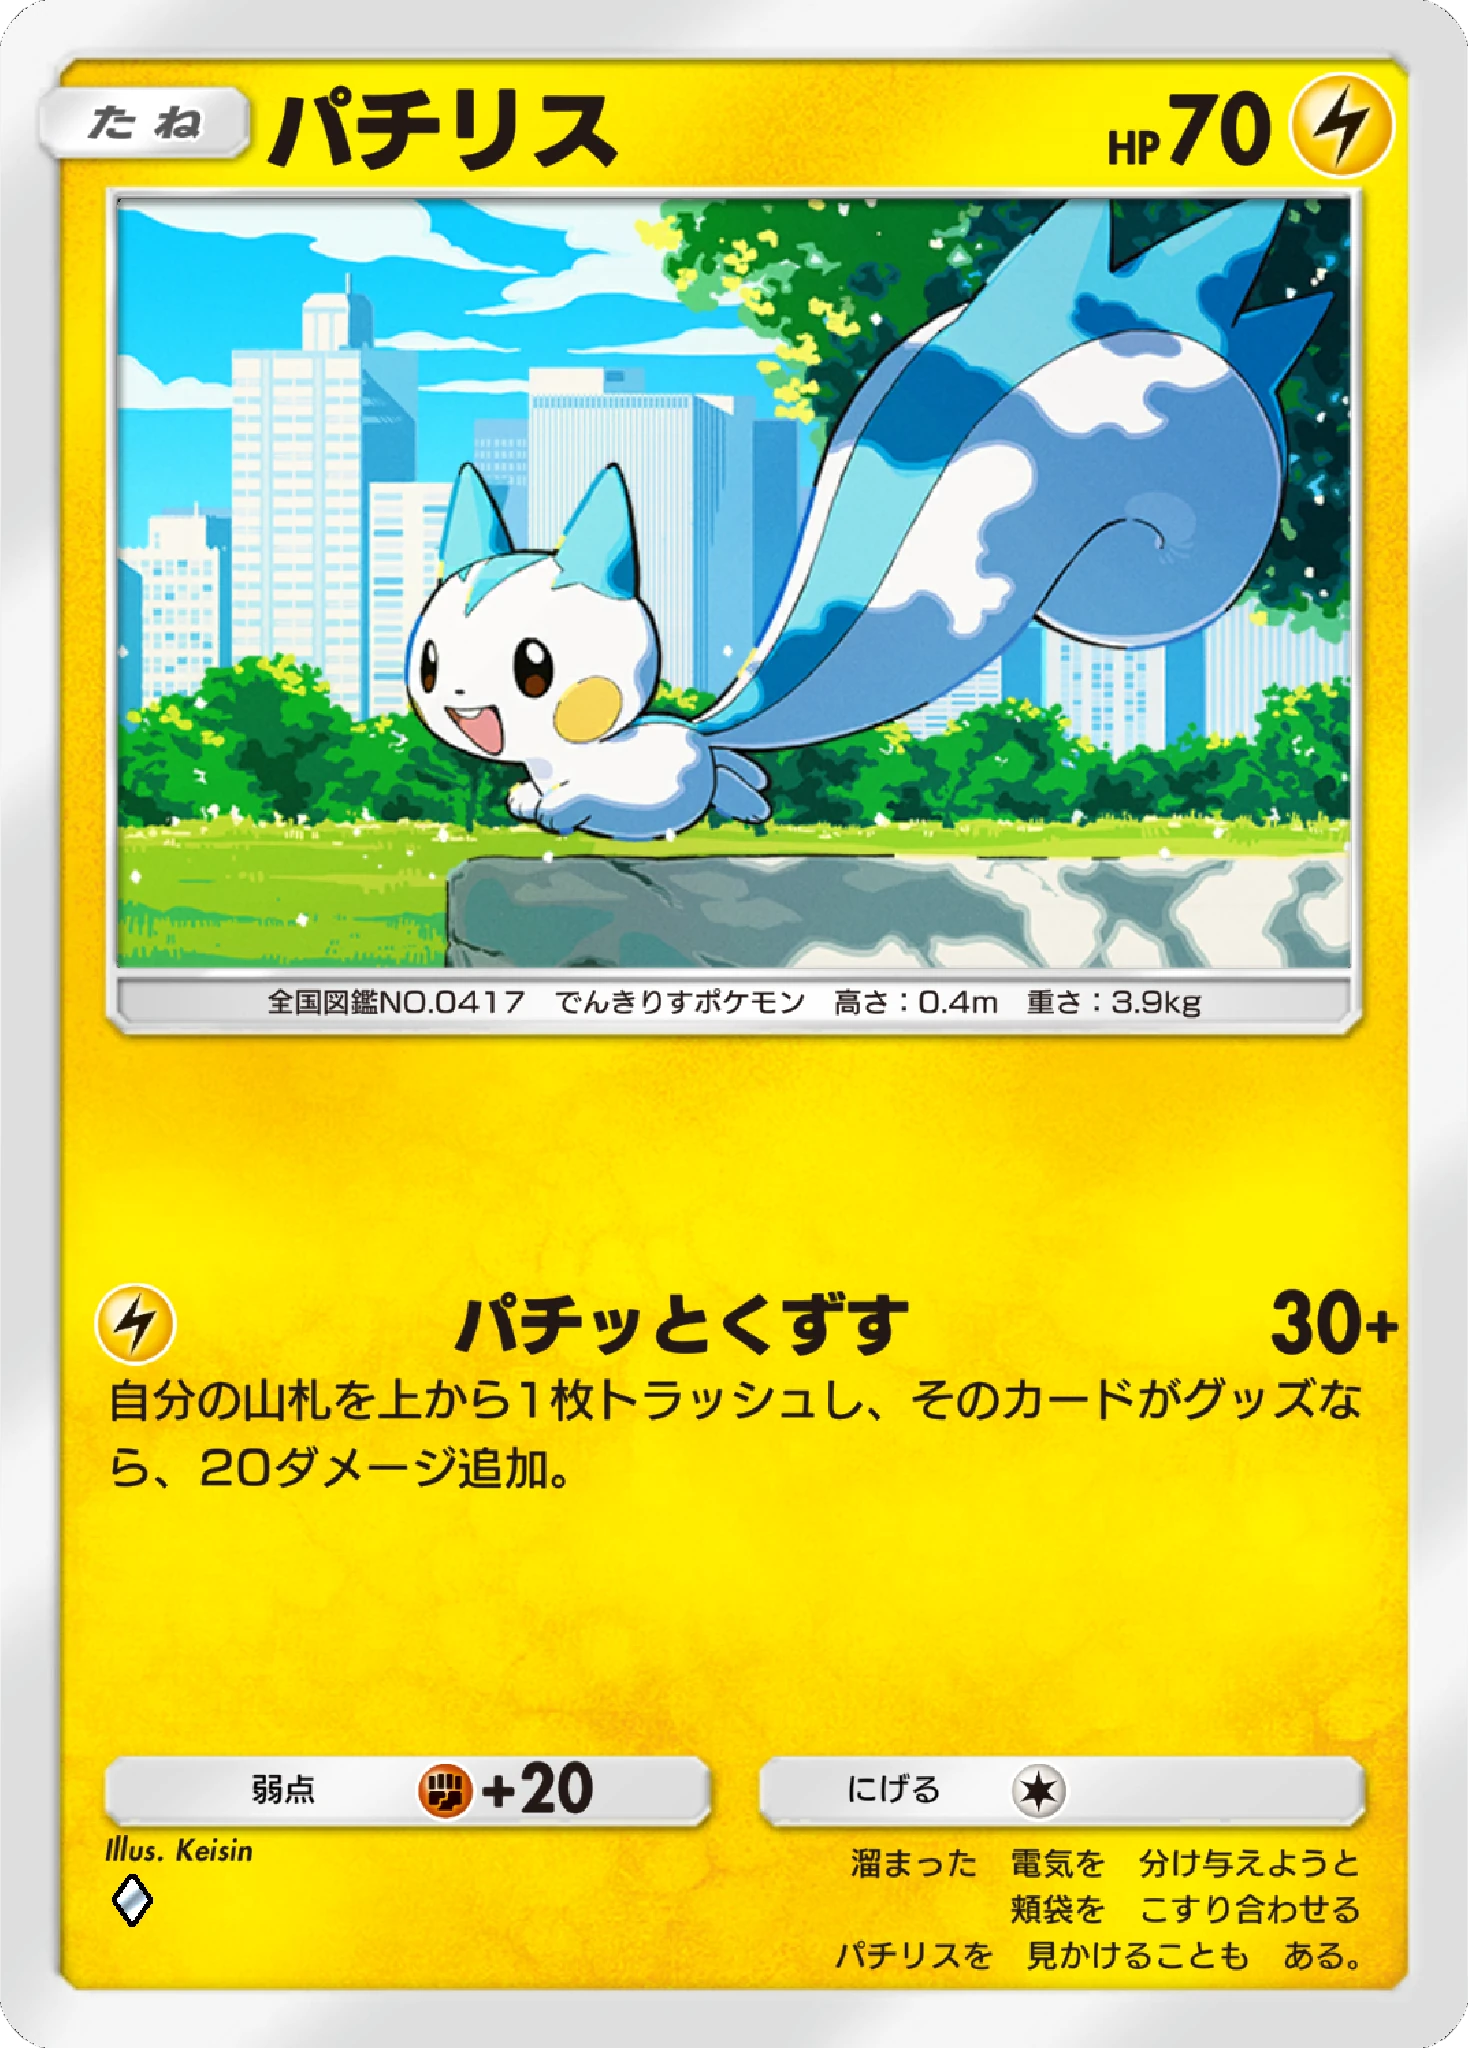 たね パチリス HP70
全国図鑑NO.0417 でんきりすポケモン 高さ：0.4m 重さ：3.9kg
パチッとくずす 30+
自分の山札を上から1枚トラッシュし、そのカードがグッズな
ら、20ダメージ追加。
弱点 +20 にげる
Illus. Keisin
溜まった 電気を 分け与えようと
頬袋を こすり合わせる
パチリスを 見かけることも ある。